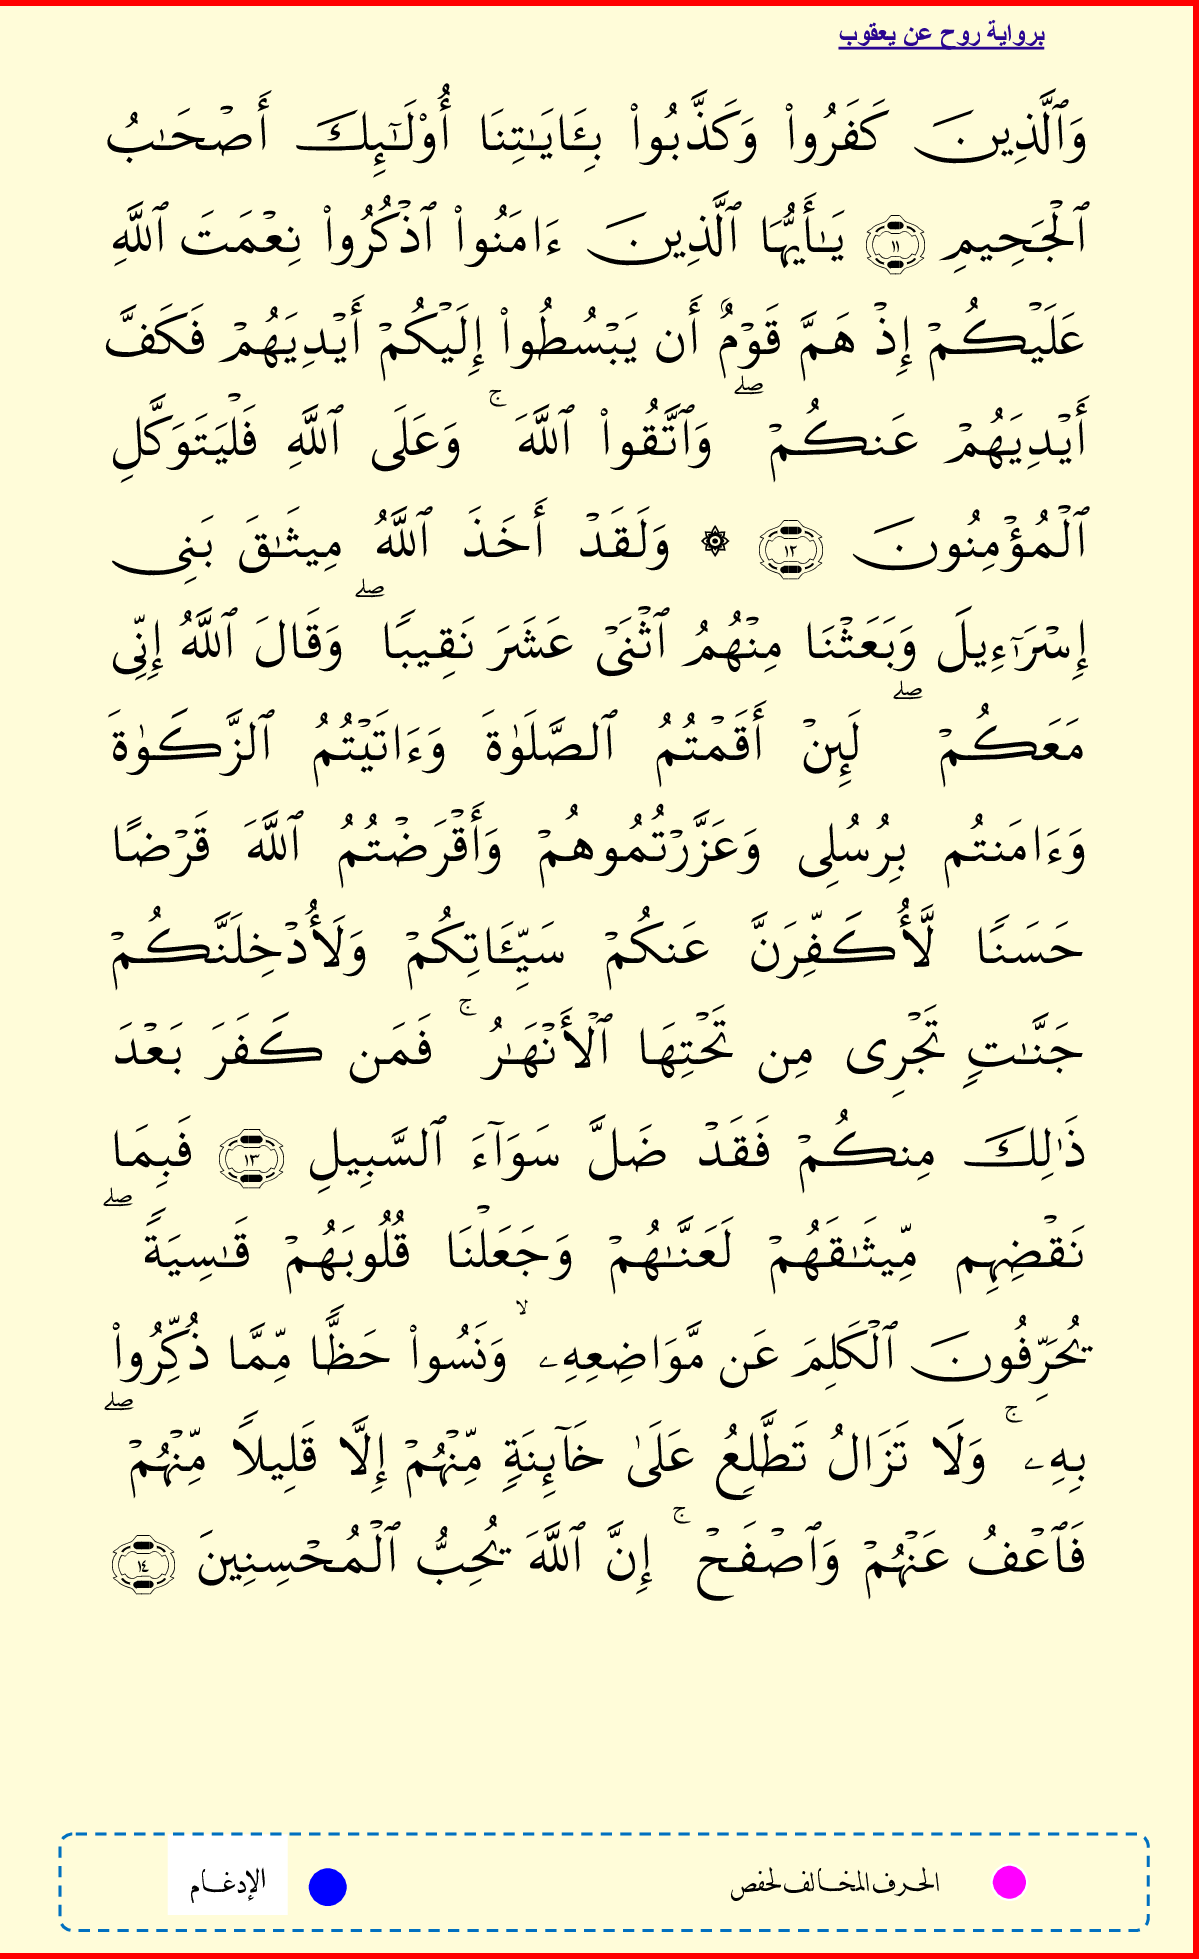 برواية روح عن يعقوب
وَٱلَّذِينَ كَفَرُوا۟ وَكَذَّبُوا۟ بِـَٔايَـٰتِنَا أُو۟لَـٰٓئِكَ أَصْحَـٰبُ
ٱلْجَحِيمِ ١١ يَـٰأَيُّهَا ٱلَّذِينَ ءَامَنُوا۟ ٱذْكُرُوا۟ نِعْمَتَ ٱللَّهِ
عَلَيْكُمْ إِذْ هَمَّ قَوْمٌ أَن يَبْسُطُوا۟ إِلَيْكُمْ أَيْدِيَهُمْ فَكَفَّ
أَيْدِيَهُمْ عَنكُمْ ۖ وَٱتَّقُوا۟ ٱللَّهَ ۚ وَعَلَى ٱللَّهِ فَلْيَتَوَكَّلِ
ٱلْمُؤْمِنُونَ ١٢ ۞ وَلَقَدْ أَخَذَ ٱللَّهُ مِيثَـٰقَ بَنِى
إِسْرَٰٓءِيلَ وَبَعَثْنَا مِنْهُمُ ٱثْنَىْ عَشَرَ نَقِيبًا ۖ وَقَالَ ٱللَّهُ إِنِّى
مَعَكُمْ ۖ لَئِنْ أَقَمْتُمُ ٱلصَّلَوٰةَ وَءَاتَيْتُمُ ٱلزَّكَوٰةَ
وَءَامَنتُم بِرُسُلِى وَعَزَّرْتُمُوهُمْ وَأَقْرَضْتُمُ ٱللَّهَ قَرْضًا
حَسَنًا لَّأُكَفِّرَنَّ عَنكُمْ سَيِّـَٔاتِكُمْ وَلَأُدْخِلَنَّكُمْ
جَنَّـٰتٍ تَجْرِى مِن تَحْتِهَا ٱلْأَنْهَـٰرُ ۚ فَمَن كَفَرَ بَعْدَ
ذَٰلِكَ مِنكُمْ فَقَدْ ضَلَّ سَوَآءَ ٱلسَّبِيلِ ١٣ فَبِمَا
نَقْضِهِم مِّيثَـٰقَهُمْ لَعَنَّـٰهُمْ وَجَعَلْنَا قُلُوبَهُمْ قَـٰسِيَةً ۖ
يُحَرِّفُونَ ٱلْكَلِمَ عَن مَّوَاضِعِهِۦ ۙ وَنَسُوا۟ حَظًّا مِّمَّا ذُكِّرُوا۟
بِهِۦ ۚ وَلَا تَزَالُ تَطَّلِعُ عَلَىٰ خَآئِنَةٍ مِّنْهُمْ إِلَّا قَلِيلًا مِّنْهُمْ ۖ
فَٱعْفُ عَنْهُمْ وَٱصْفَحْ ۚ إِنَّ ٱللَّهَ يُحِبُّ ٱلْمُحْسِنِينَ ١٤
الحرف المخالف لحفص
الإدغام